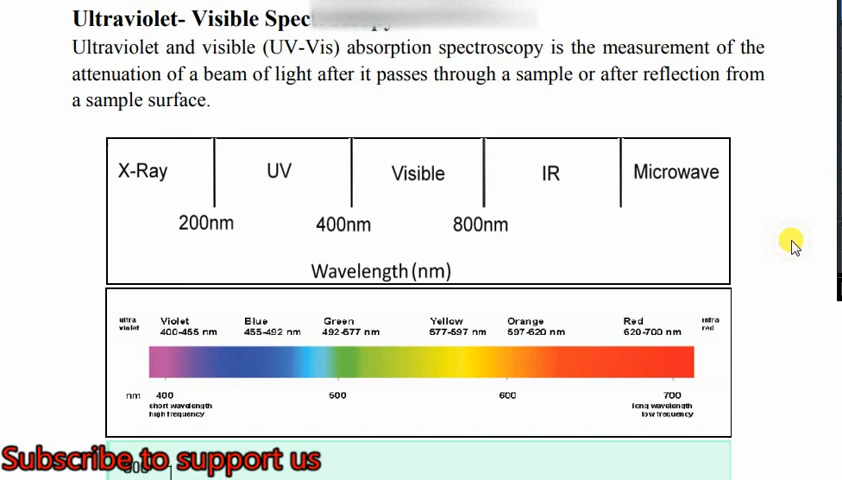 Ultraviolet- Visible Spec
Ultraviolet and visible (UV-Vis) absorption spectroscopy is the measurement of the
attenuation of a beam of light after it passes through a sample or after reflection from
a sample surface.
X-Ray UV Visible IR Microwave
200nm 400nm 800nm
Wavelength (nm)
ultra violet Violet Blue Green Yellow Orange Red infra red
400-455 nm 455-492 nm 492-577 nm 577-597 nm 597-620 nm 620-700 nm
nm 400 500 600 700
short wavelength long wavelength
high frequency low frequency
Subscribe to support us